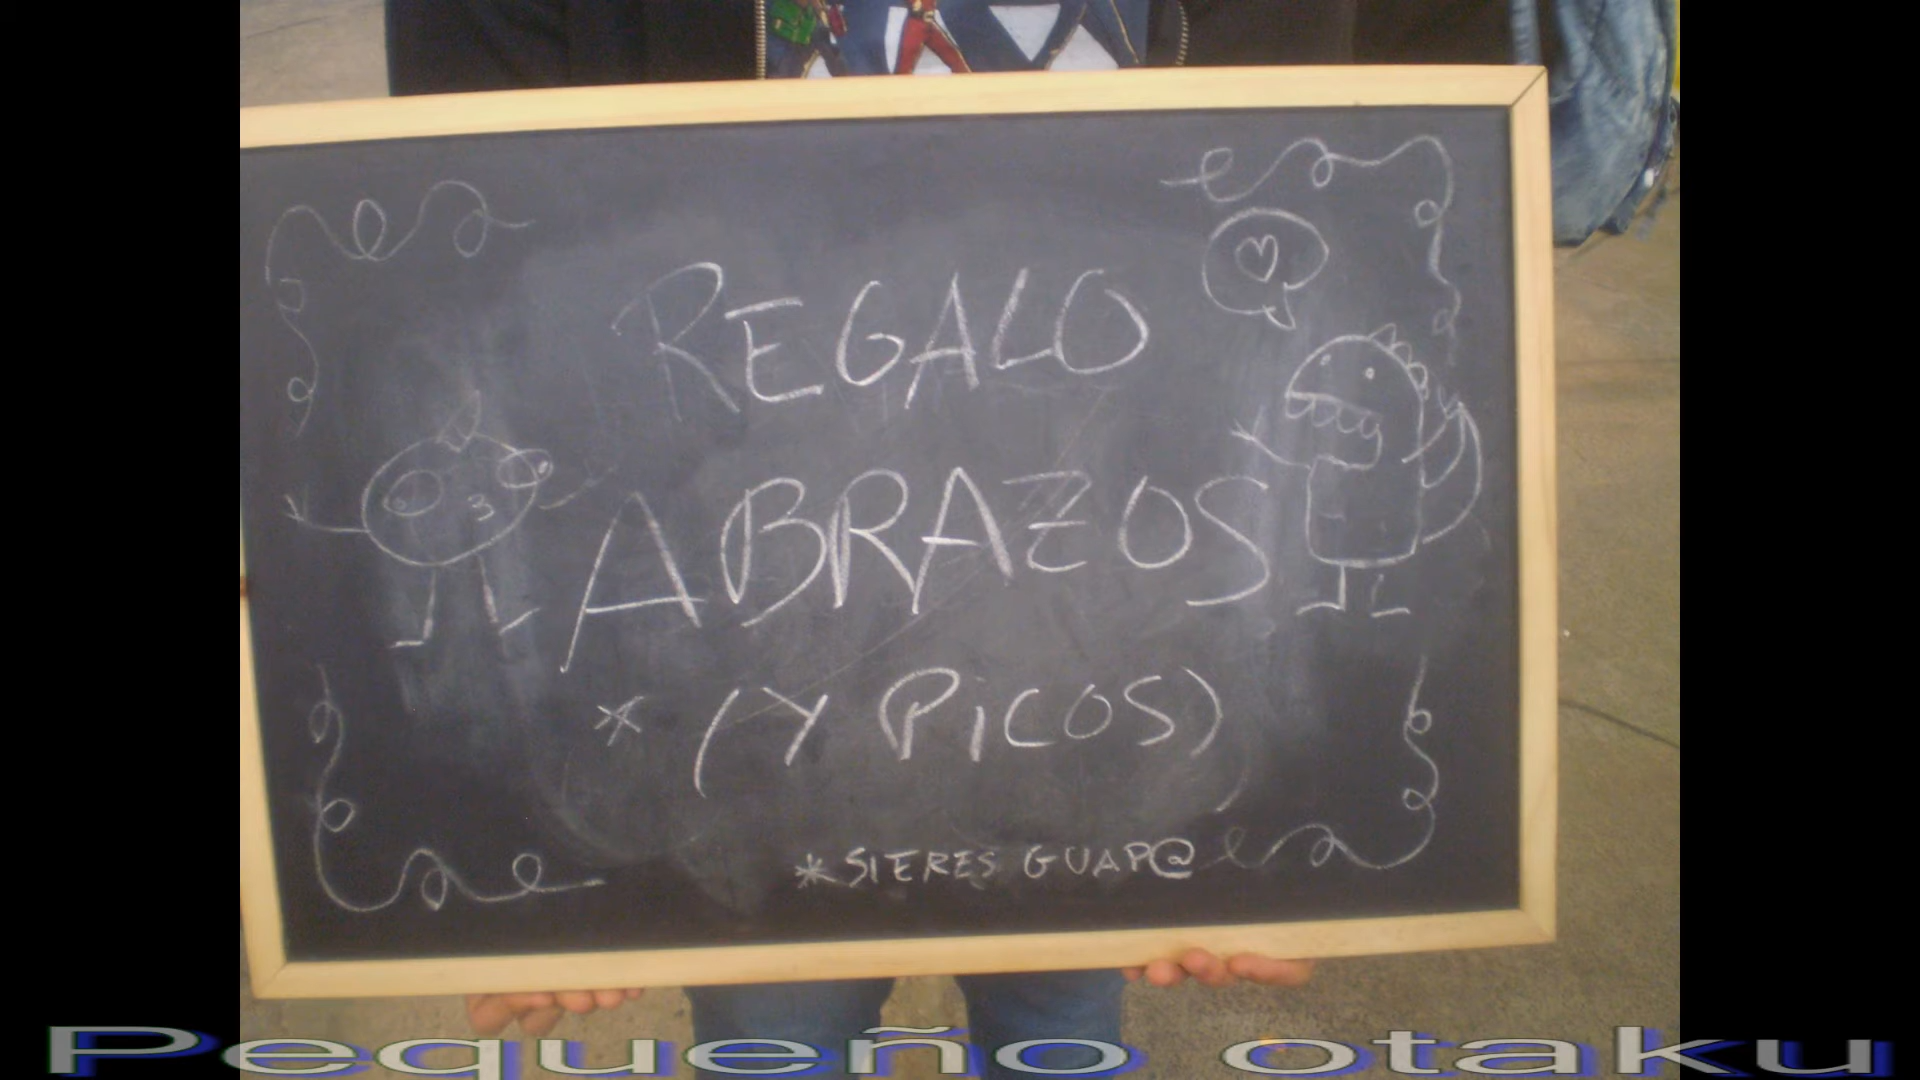 REGALO
ABRAZOS
* (Y PiCOS)
* SI ERES GUAP@
Pequeño otaku